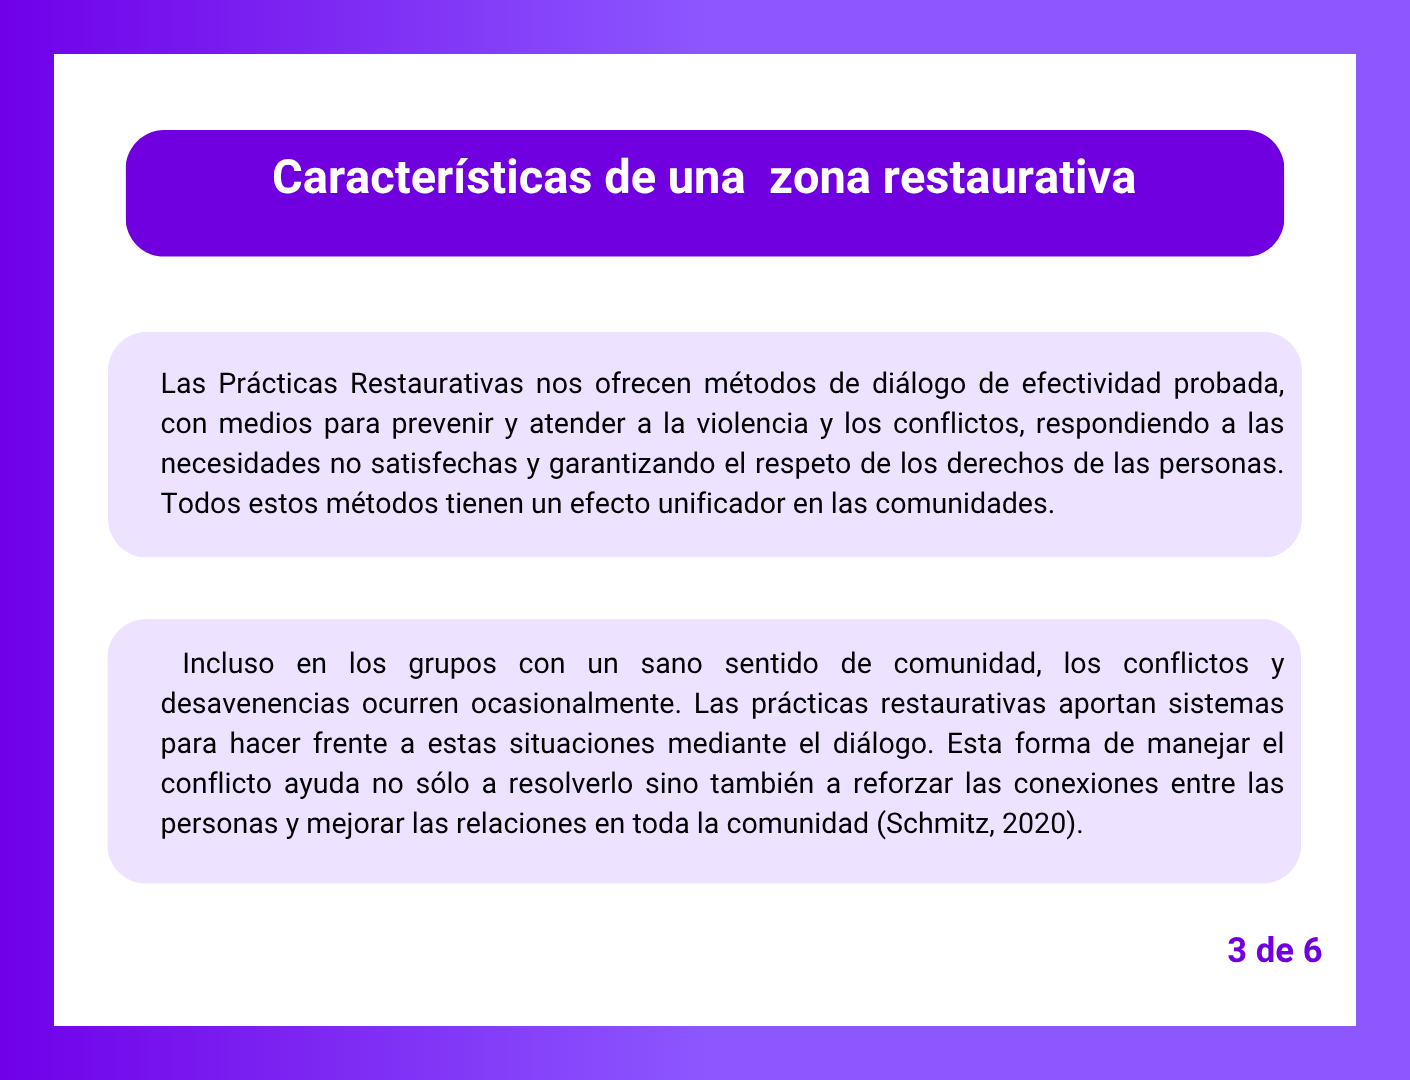 Características de una  zona restaurativa
Las Prácticas Restaurativas nos ofrecen métodos de diálogo de efectividad probada,
con medios para prevenir y atender a la violencia y los conflictos, respondiendo a las
necesidades no satisfechas y garantizando el respeto de los derechos de las personas.
Todos estos métodos tienen un efecto unificador en las comunidades.
Incluso en los grupos con un sano sentido de comunidad, los conflictos y
desavenencias ocurren ocasionalmente. Las prácticas restaurativas aportan sistemas
para hacer frente a estas situaciones mediante el diálogo. Esta forma de manejar el
conflicto ayuda no sólo a resolverlo sino también a reforzar las conexiones entre las
personas y mejorar las relaciones en toda la comunidad (Schmitz, 2020).
3 de 6